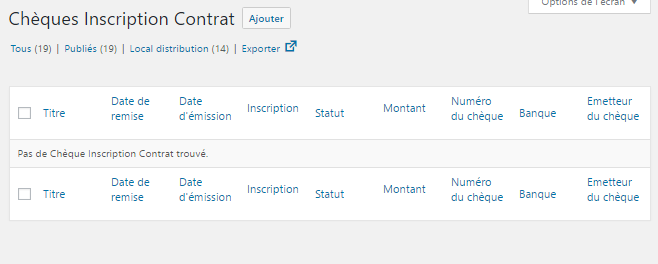 Options de l'écran ▼
Chèques Inscription Contrat Ajouter
Tous (19) | Publiés (19) | Local distribution (14) | Exporter
Titre Date de remise Date d'émission Inscription Statut Montant Numéro du chèque Banque Emetteur du chèque
Pas de Chèque Inscription Contrat trouvé.
Titre Date de remise Date d'émission Inscription Statut Montant Numéro du chèque Banque Emetteur du chèque